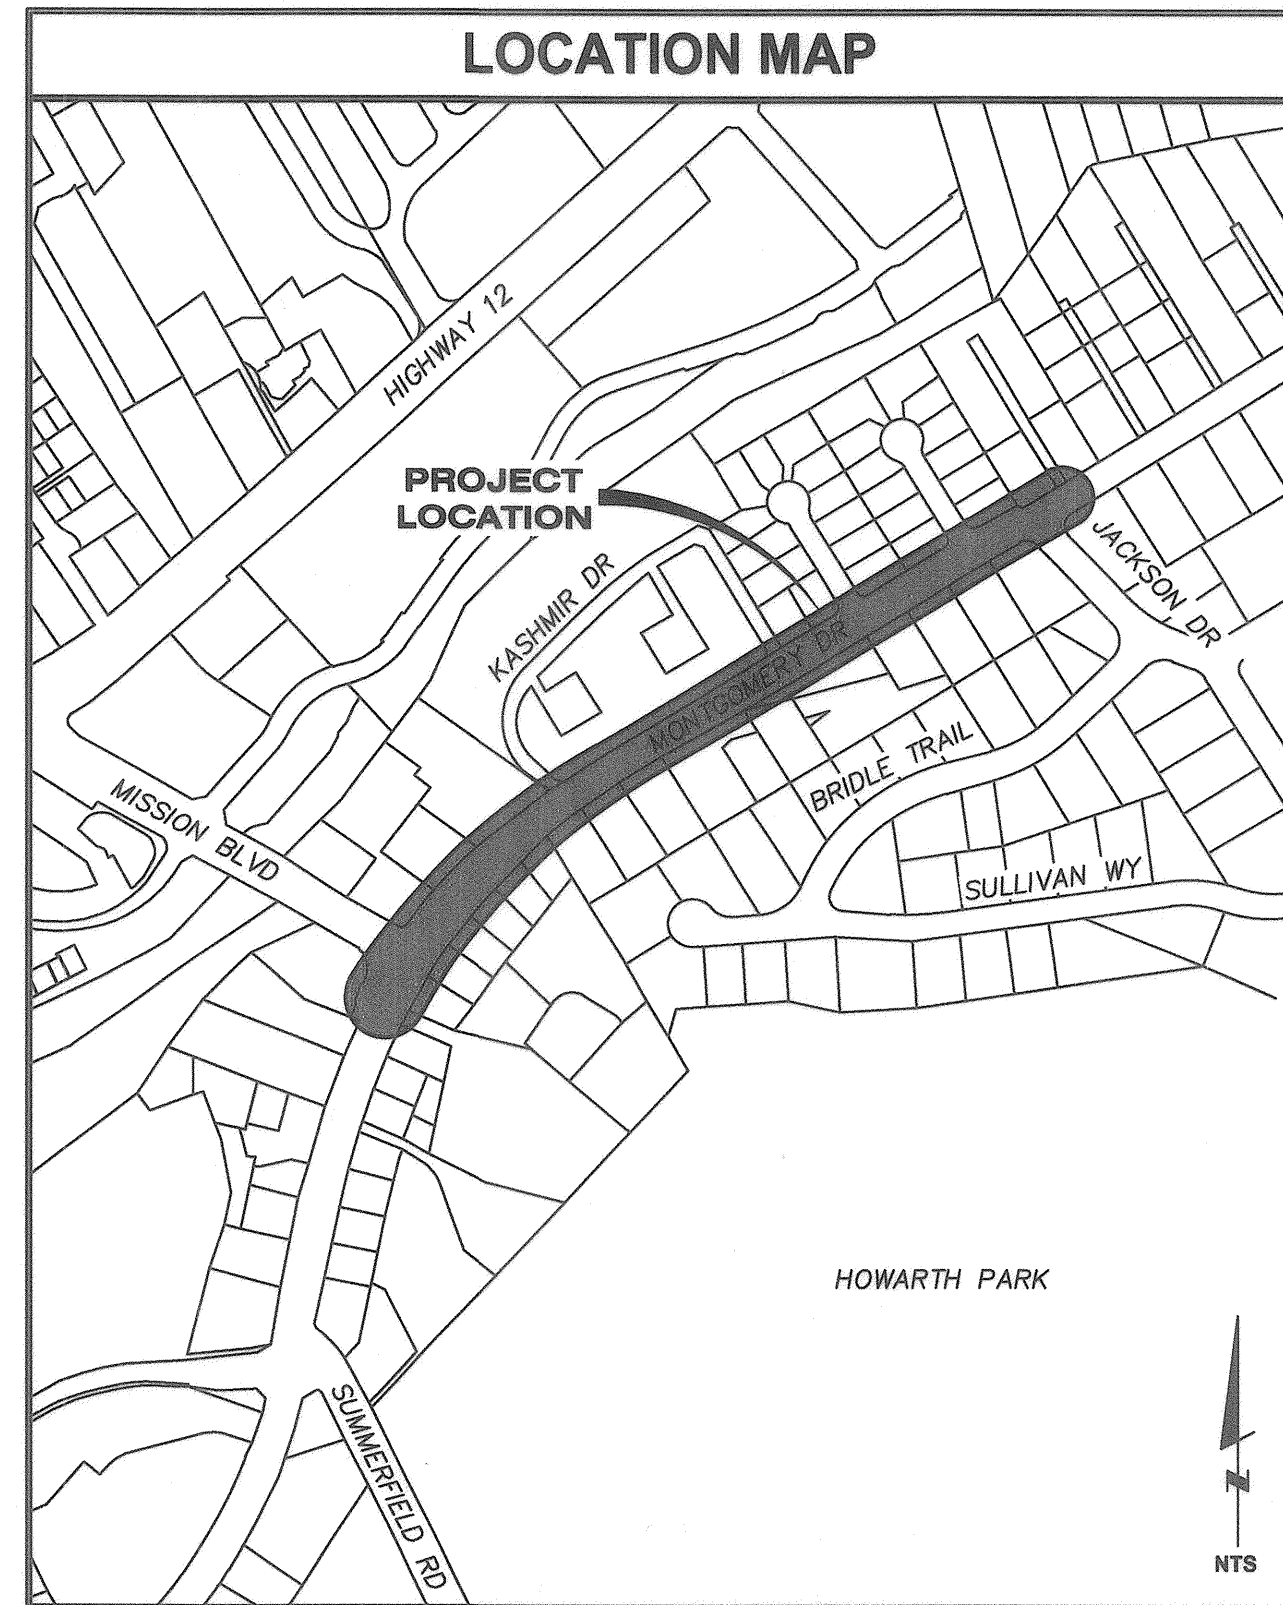 LOCATION MAP
HIGHWAY 12
PROJECT
LOCATION
KASHMIR DR
JACKSON DR
MONTGOMERY DR
BRIDLE TRAIL
MISSION BLVD
SULLIVAN WY
HOWARTH PARK
SUMMERFIELD RD
Z
NTS